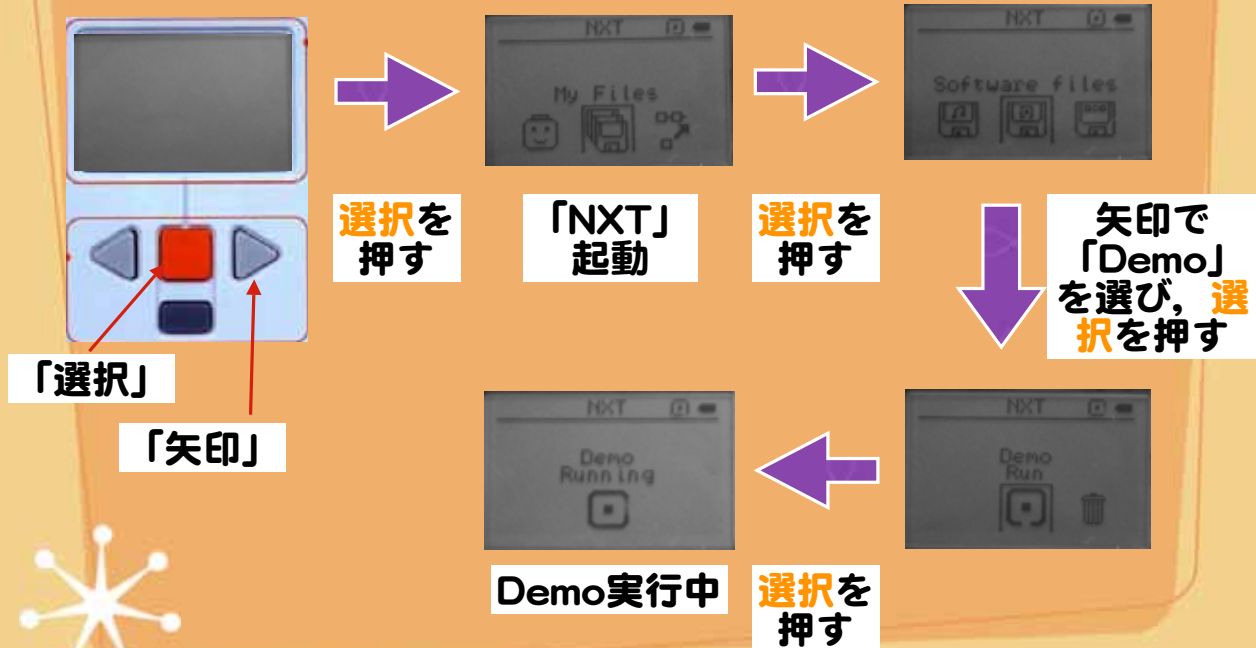 NXT
My Files
NXT
Software files
選択を
押す
「NXT」
起動
選択を
押す
矢印で
「Demo」
を選び，選
択を押す
「選択」
「矢印」
NXT
Demo
Running
NXT
Demo
Run
Demo実行中
選択を
押す